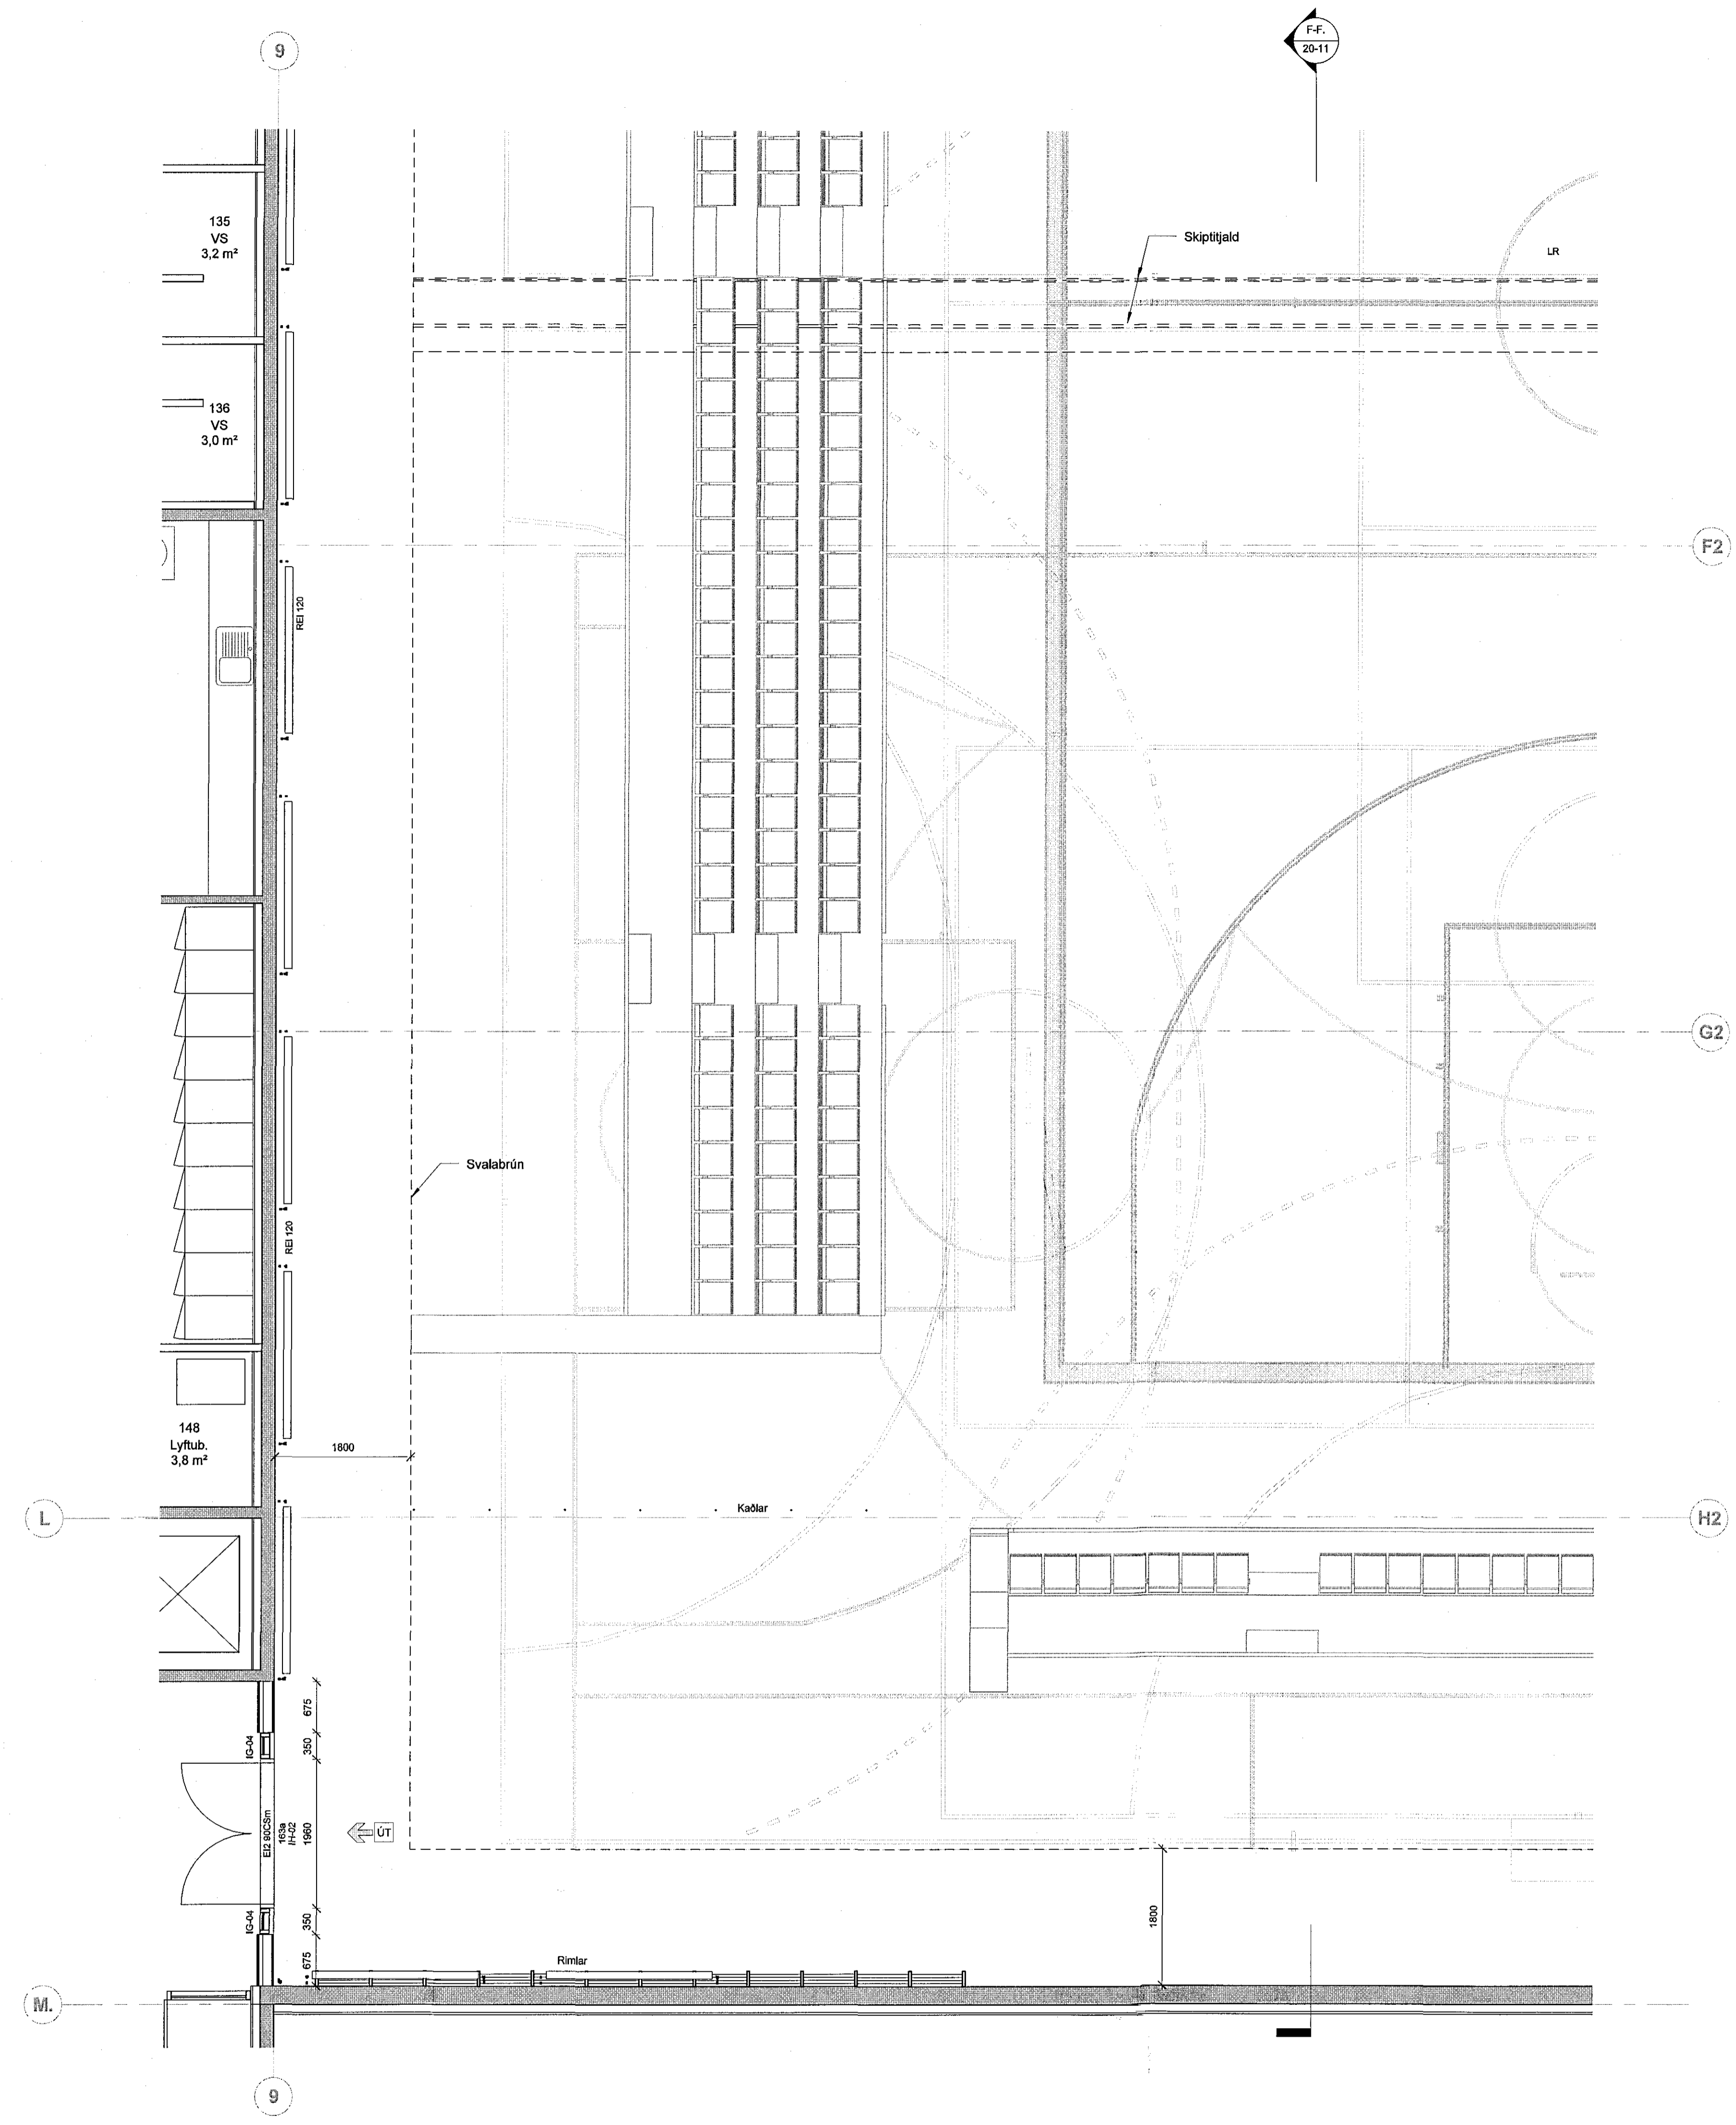 9
F-F.
20-11
135
VS
3,2 m²
Skiptitjald
LR
136
VS
3,0 m²
F2
REI 120
G2
Svalabrún
REI 120
148
Lyftub.
3,8 m²
1800
L
Kaðlar
H2
675
IG-04
350
EI2 90CSm
163a
IH-02
1960
ÚT
IG-04
350
1800
675
Rimlar
M.
9